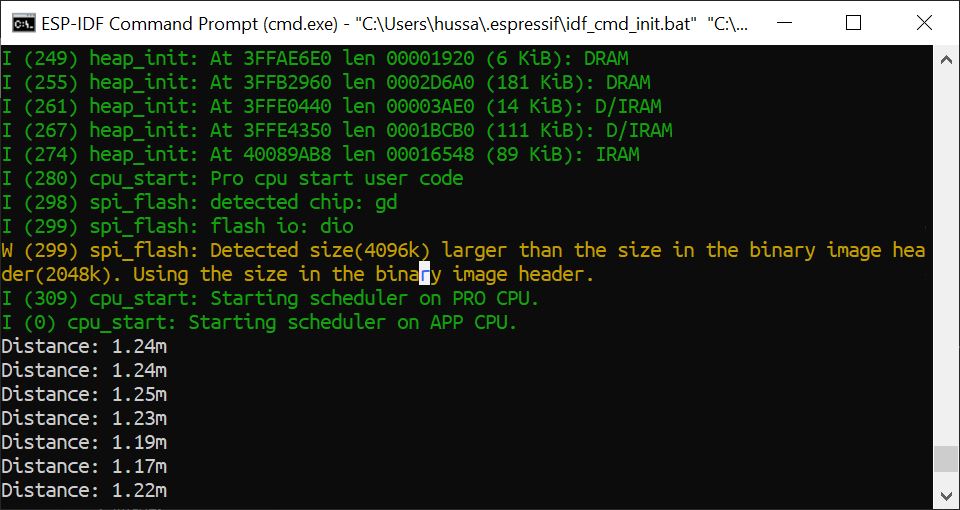 ESP-IDF Command Prompt (cmd.exe) - "C:\Users\hussa\.espressif\idf_cmd_init.bat" "C:\...
I (249) heap_init: At 3FFAE6E0 len 00001920 (6 KiB): DRAM
I (255) heap_init: At 3FFB2960 len 0002D6A0 (181 KiB): DRAM
I (261) heap_init: At 3FFE0440 len 00003AE0 (14 KiB): D/IRAM
I (267) heap_init: At 3FFE4350 len 0001BCB0 (111 KiB): D/IRAM
I (274) heap_init: At 40089AB8 len 00016548 (89 KiB): IRAM
I (280) cpu_start: Pro cpu start user code
I (298) spi_flash: detected chip: gd
I (299) spi_flash: flash io: dio
W (299) spi_flash: Detected size(4096k) larger than the size in the binary image hea
der(2048k). Using the size in the binary image header.
I (309) cpu_start: Starting scheduler on PRO CPU.
I (0) cpu_start: Starting scheduler on APP CPU.
Distance: 1.24m
Distance: 1.24m
Distance: 1.25m
Distance: 1.23m
Distance: 1.19m
Distance: 1.17m
Distance: 1.22m